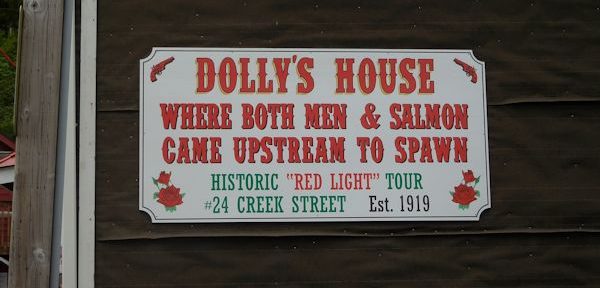 DOLLY'S HOUSE
WHERE BOTH MEN & SALMON
CAME UPSTREAM TO SPAWN
HISTORIC "RED LIGHT" TOUR
#24 CREEK STREET Est. 1919